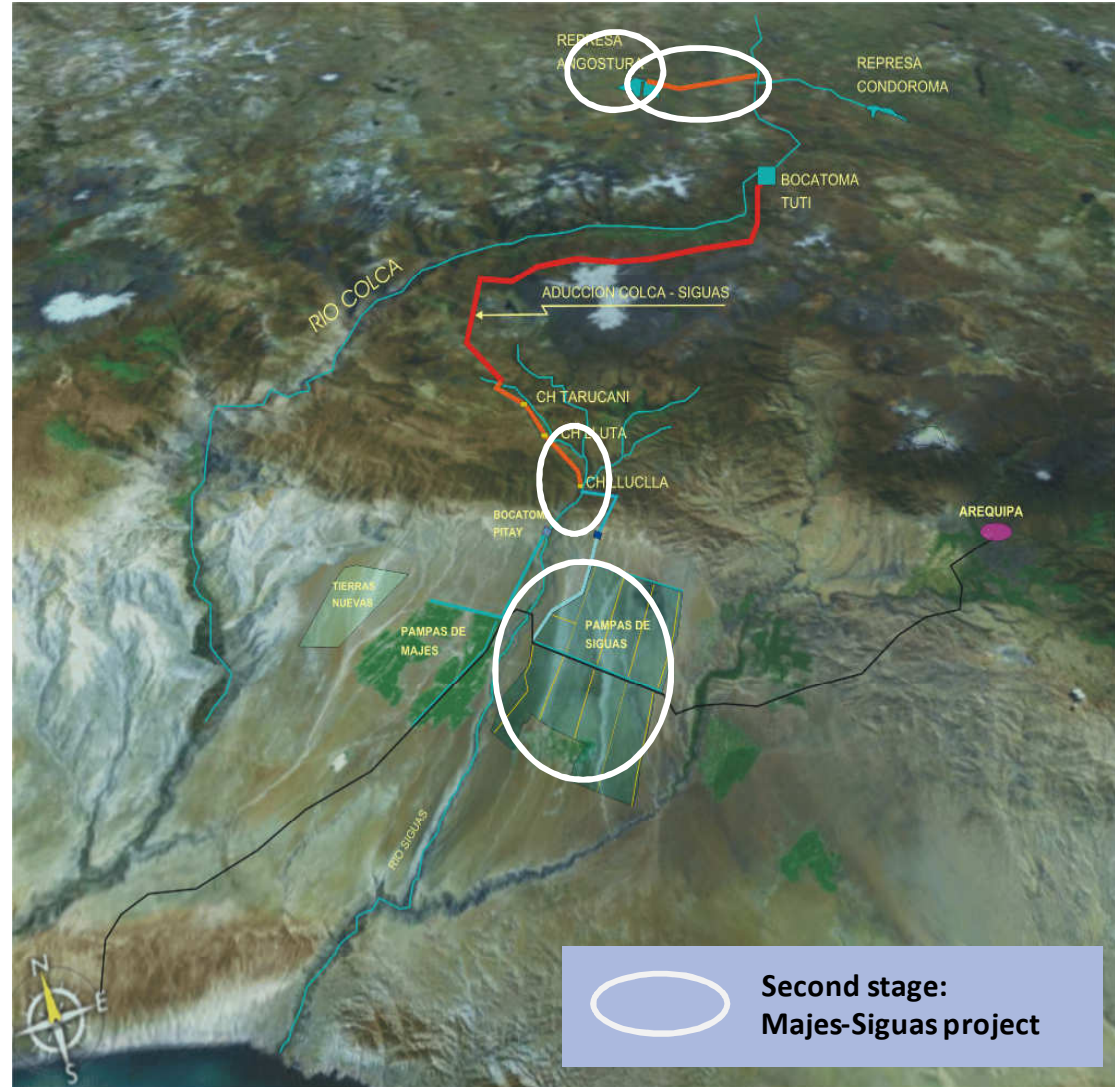 REPRESA
ANGOSTURA
REPRESA
CONDOROMA
BOCATOMA
TUTI
RIO COLCA
ADUCCION COLCA - SIGUAS
CH TARUCANI
CH LLUTA
CH LLUCLLA
BOCATOMA
PITAY
AREQUIPA
TIERRAS
NUEVAS
PAMPAS DE
MAJES
PAMPAS DE
SIGUAS
RIO SIGUAS
N
E
S
Second stage:
Majes-Siguas project